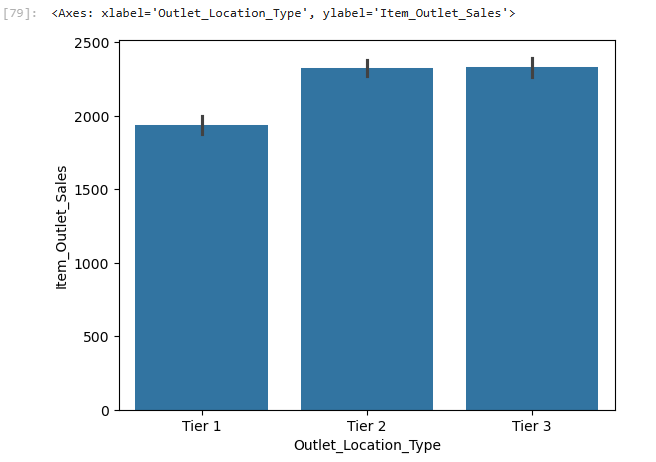 [79]: <Axes: xlabel='Outlet_Location_Type', ylabel='Item_Outlet_Sales'>
2500
2000
1500
1000
500
0
Item_Outlet_Sales
Tier 1 Tier 2 Tier 3
Outlet_Location_Type